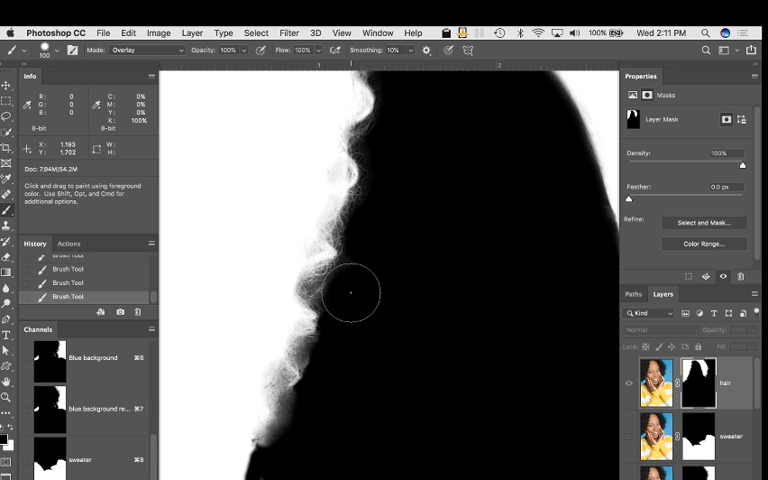 Photoshop CC File Edit Image Layer Type Select Filter 3D View Window Help 100% Wed 2:11 PM
100 Mode: Overlay Opacity: 100% Flow: 100% Smoothing: 10%
Info
R: 0 C: 0%
G: 0 M: 0%
B: 0 Y: 0%
K: 100%
8-bit 8-bit
X: 1.193 W:
Y: 1.702 H:
Doc: 7.94M/54.2M
Click and drag to paint using foreground
color. Use Shift, Opt, and Cmd for
additional options.
History Actions
Brush Tool
Brush Tool
Brush Tool
Brush Tool
Channels
Blue background ⌘6
blue background re... ⌘7
sweater ⌘8
1 2
Properties
Masks
Layer Mask
Density: 100%
Feather: 0.0 px
Refine: Select and Mask...
Color Range...
Paths Layers
Kind
Normal Opacity:
Lock: Fill:
hair
sweater